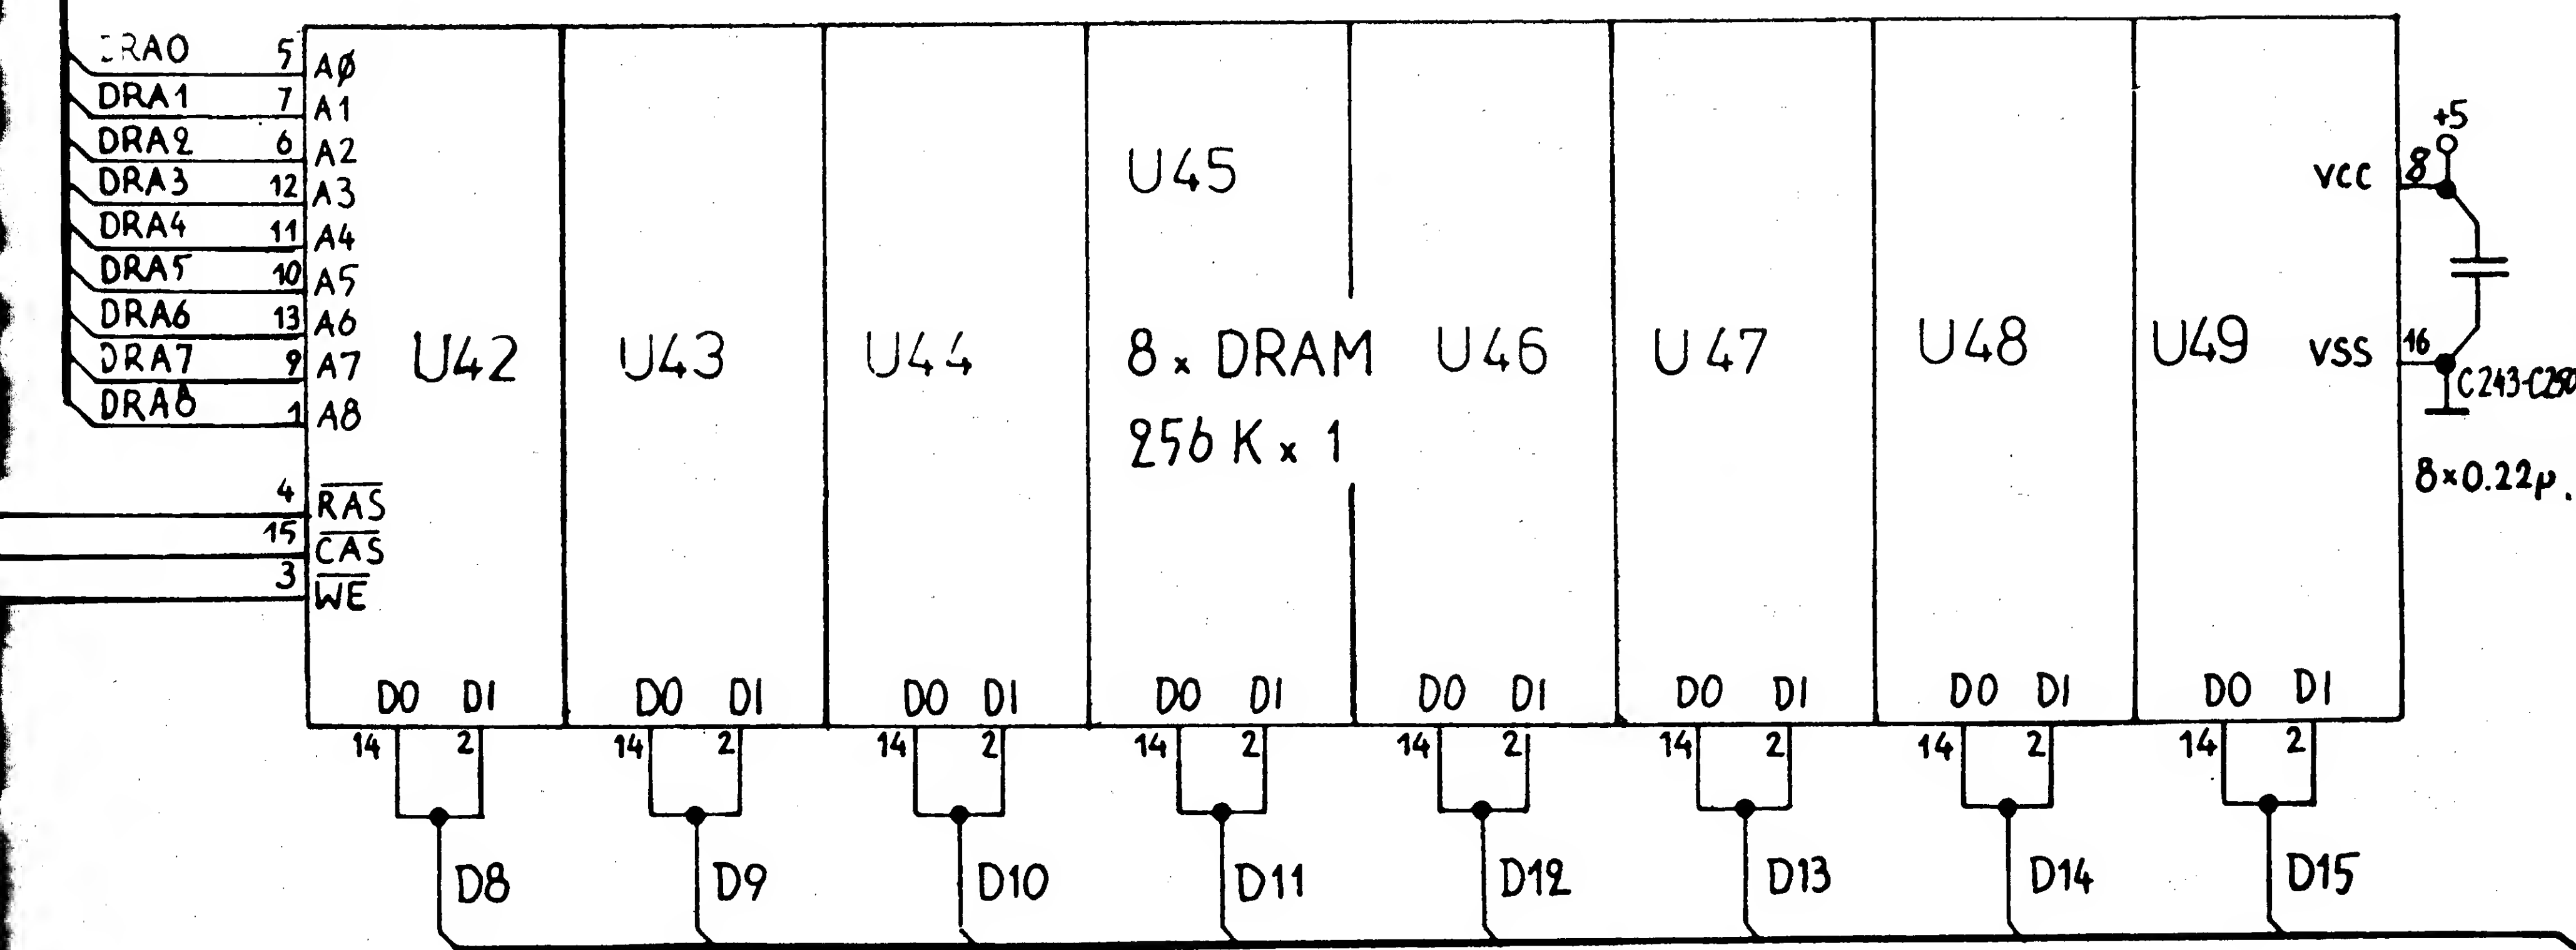 DRA0 5 AØ
DRA1 7 A1
DRA2 6 A2
DRA3 12 A3
DRA4 11 A4
DRA5 10 A5
DRA6 13 A6
DRA7 9 A7
DRA8 1 A8
4 RAS
15 CAS
3 WE
U42
U43
U44
U45
8 x DRAM
256 K x 1
U46
U47
U48
U49
+5
VCC 8
VSS 16
C243-C250
8x0.22µ.
DO DI DO DI DO DI DO DI DO DI DO DI DO DI DO DI
14 2 14 2 14 2 14 2 14 2 14 2 14 2 14 2
D8 D9 D10 D11 D12 D13 D14 D15